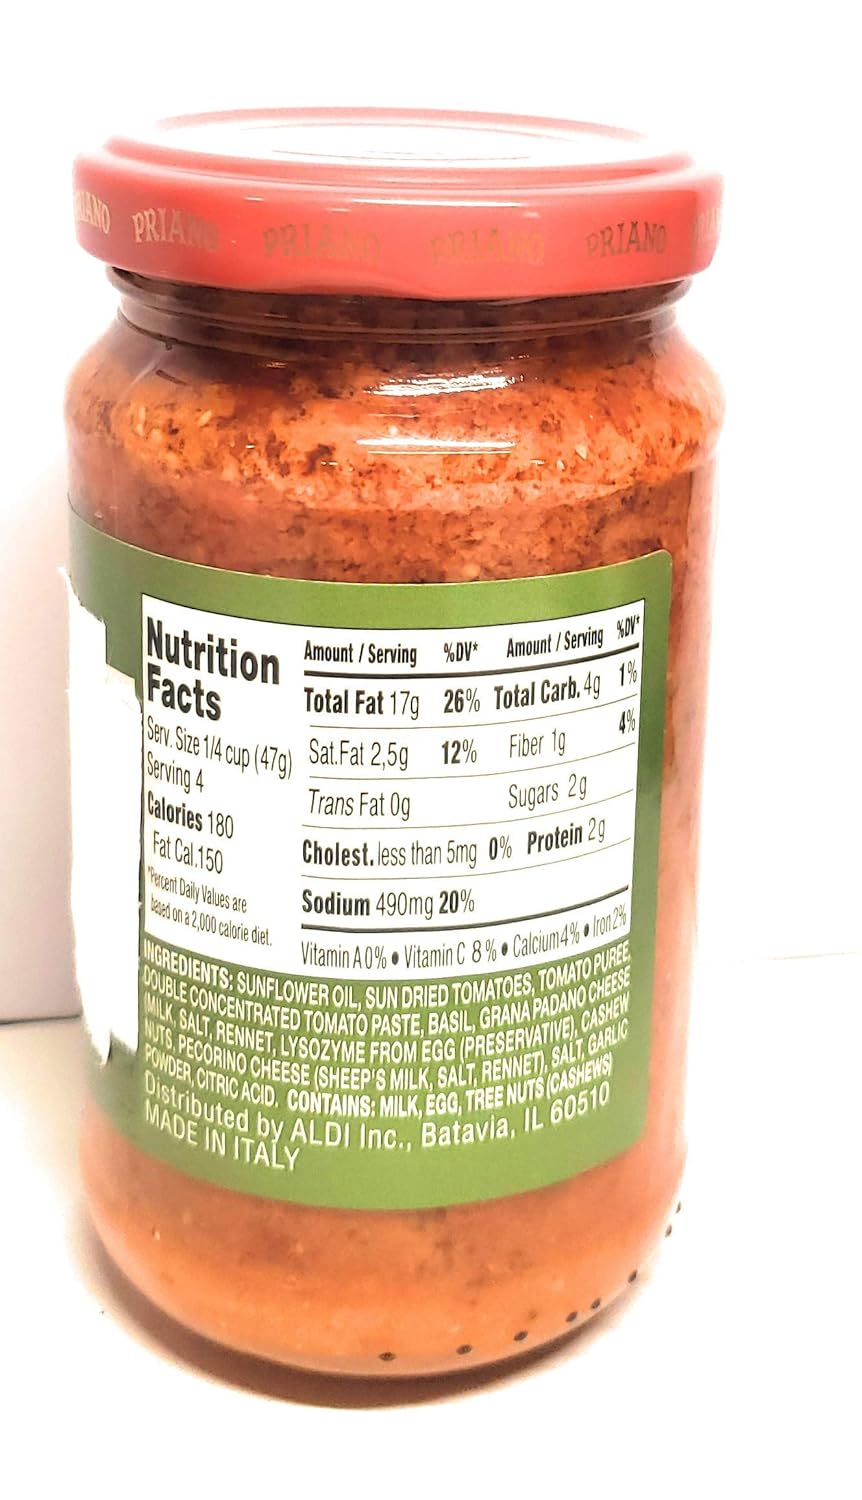 PRIANO PRIANO PRIANO PRIANO
Nutrition
Facts
Serv. Size 1/4 cup (47g)
Serving 4
Calories 180
Fat Cal.150
*Percent Daily Values are
based on a 2,000 calorie diet.
Amount / Serving %DV* Amount / Serving %DV*
Total Fat 17g 26% Total Carb. 4g 1%
Sat.Fat 2,5g 12% Fiber 1g 4%
Trans Fat 0g Sugars 2g
Cholest. less than 5mg 0% Protein 2g
Sodium 490mg 20%
Vitamin A 0% • Vitamin C 8% • Calcium 4% • Iron 2%
INGREDIENTS: SUNFLOWER OIL, SUN DRIED TOMATOES, TOMATO PUREE,
DOUBLE CONCENTRATED TOMATO PASTE, BASIL, GRANA PADANO CHEESE
(MILK, SALT, RENNET, LYSOZYME FROM EGG (PRESERVATIVE), CASHEW
NUTS, PECORINO CHEESE (SHEEP'S MILK, SALT, RENNET), SALT, GARLIC
POWDER, CITRIC ACID. CONTAINS: MILK, EGG, TREE NUTS (CASHEWS)
Distributed by ALDI Inc., Batavia, IL 60510
MADE IN ITALY